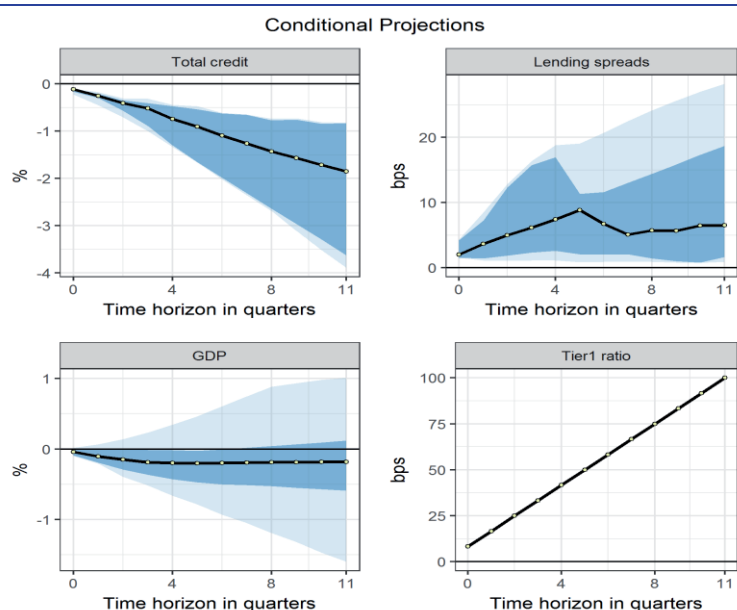 Conditional Projections
Total credit
Lending spreads
0
-1
-2
-3
-4
%
0 4 8 11
Time horizon in quarters
20
10
0
bps
0 4 8 11
Time horizon in quarters
GDP
Tier1 ratio
1
0
-1
%
0 4 8 11
Time horizon in quarters
100
75
50
25
0
bps
0 4 8 11
Time horizon in quarters